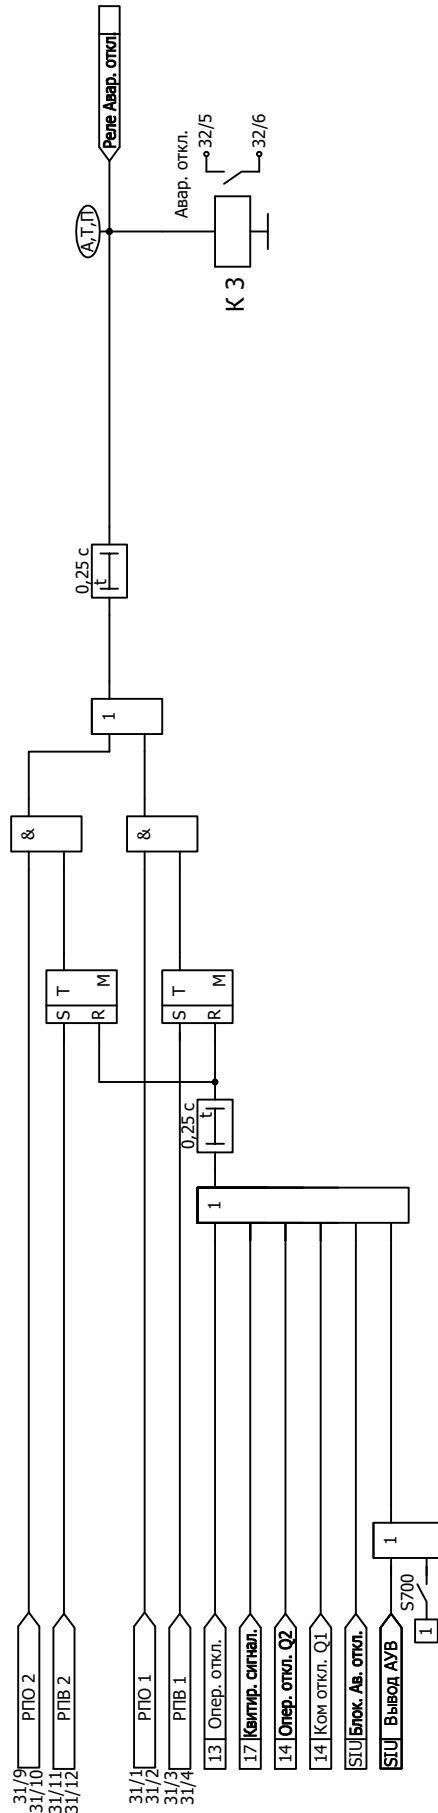 31/9
31/10
РПО 2
31/11
31/12
РПВ 2
31/1
31/2
РПО 1
31/3
31/4
РПВ 1
13 Опер. откл.
17 Квитир. сигнал.
14 Опер. откл. Q2
14 Ком откл. Q1
SIU Блок. Ав. откл.
SIU Вывод АУВ
1
S700
1
1
0,25 с
t
S T
R M
S T
R M
&
&
1
0,25 с
t
А,Т,П
Реле Авар. откл.
Авар. откл.
К 3
32/5
32/6